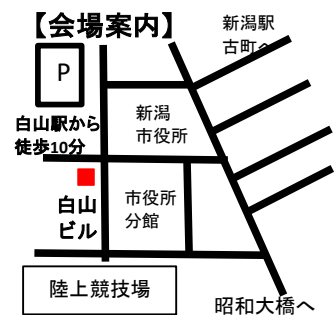 【会場案内】
新潟駅
古町へ
P
新潟
市役所
白山駅から
徒歩10分
白山
ビル
市役所
分館
陸上競技場
昭和大橋へ